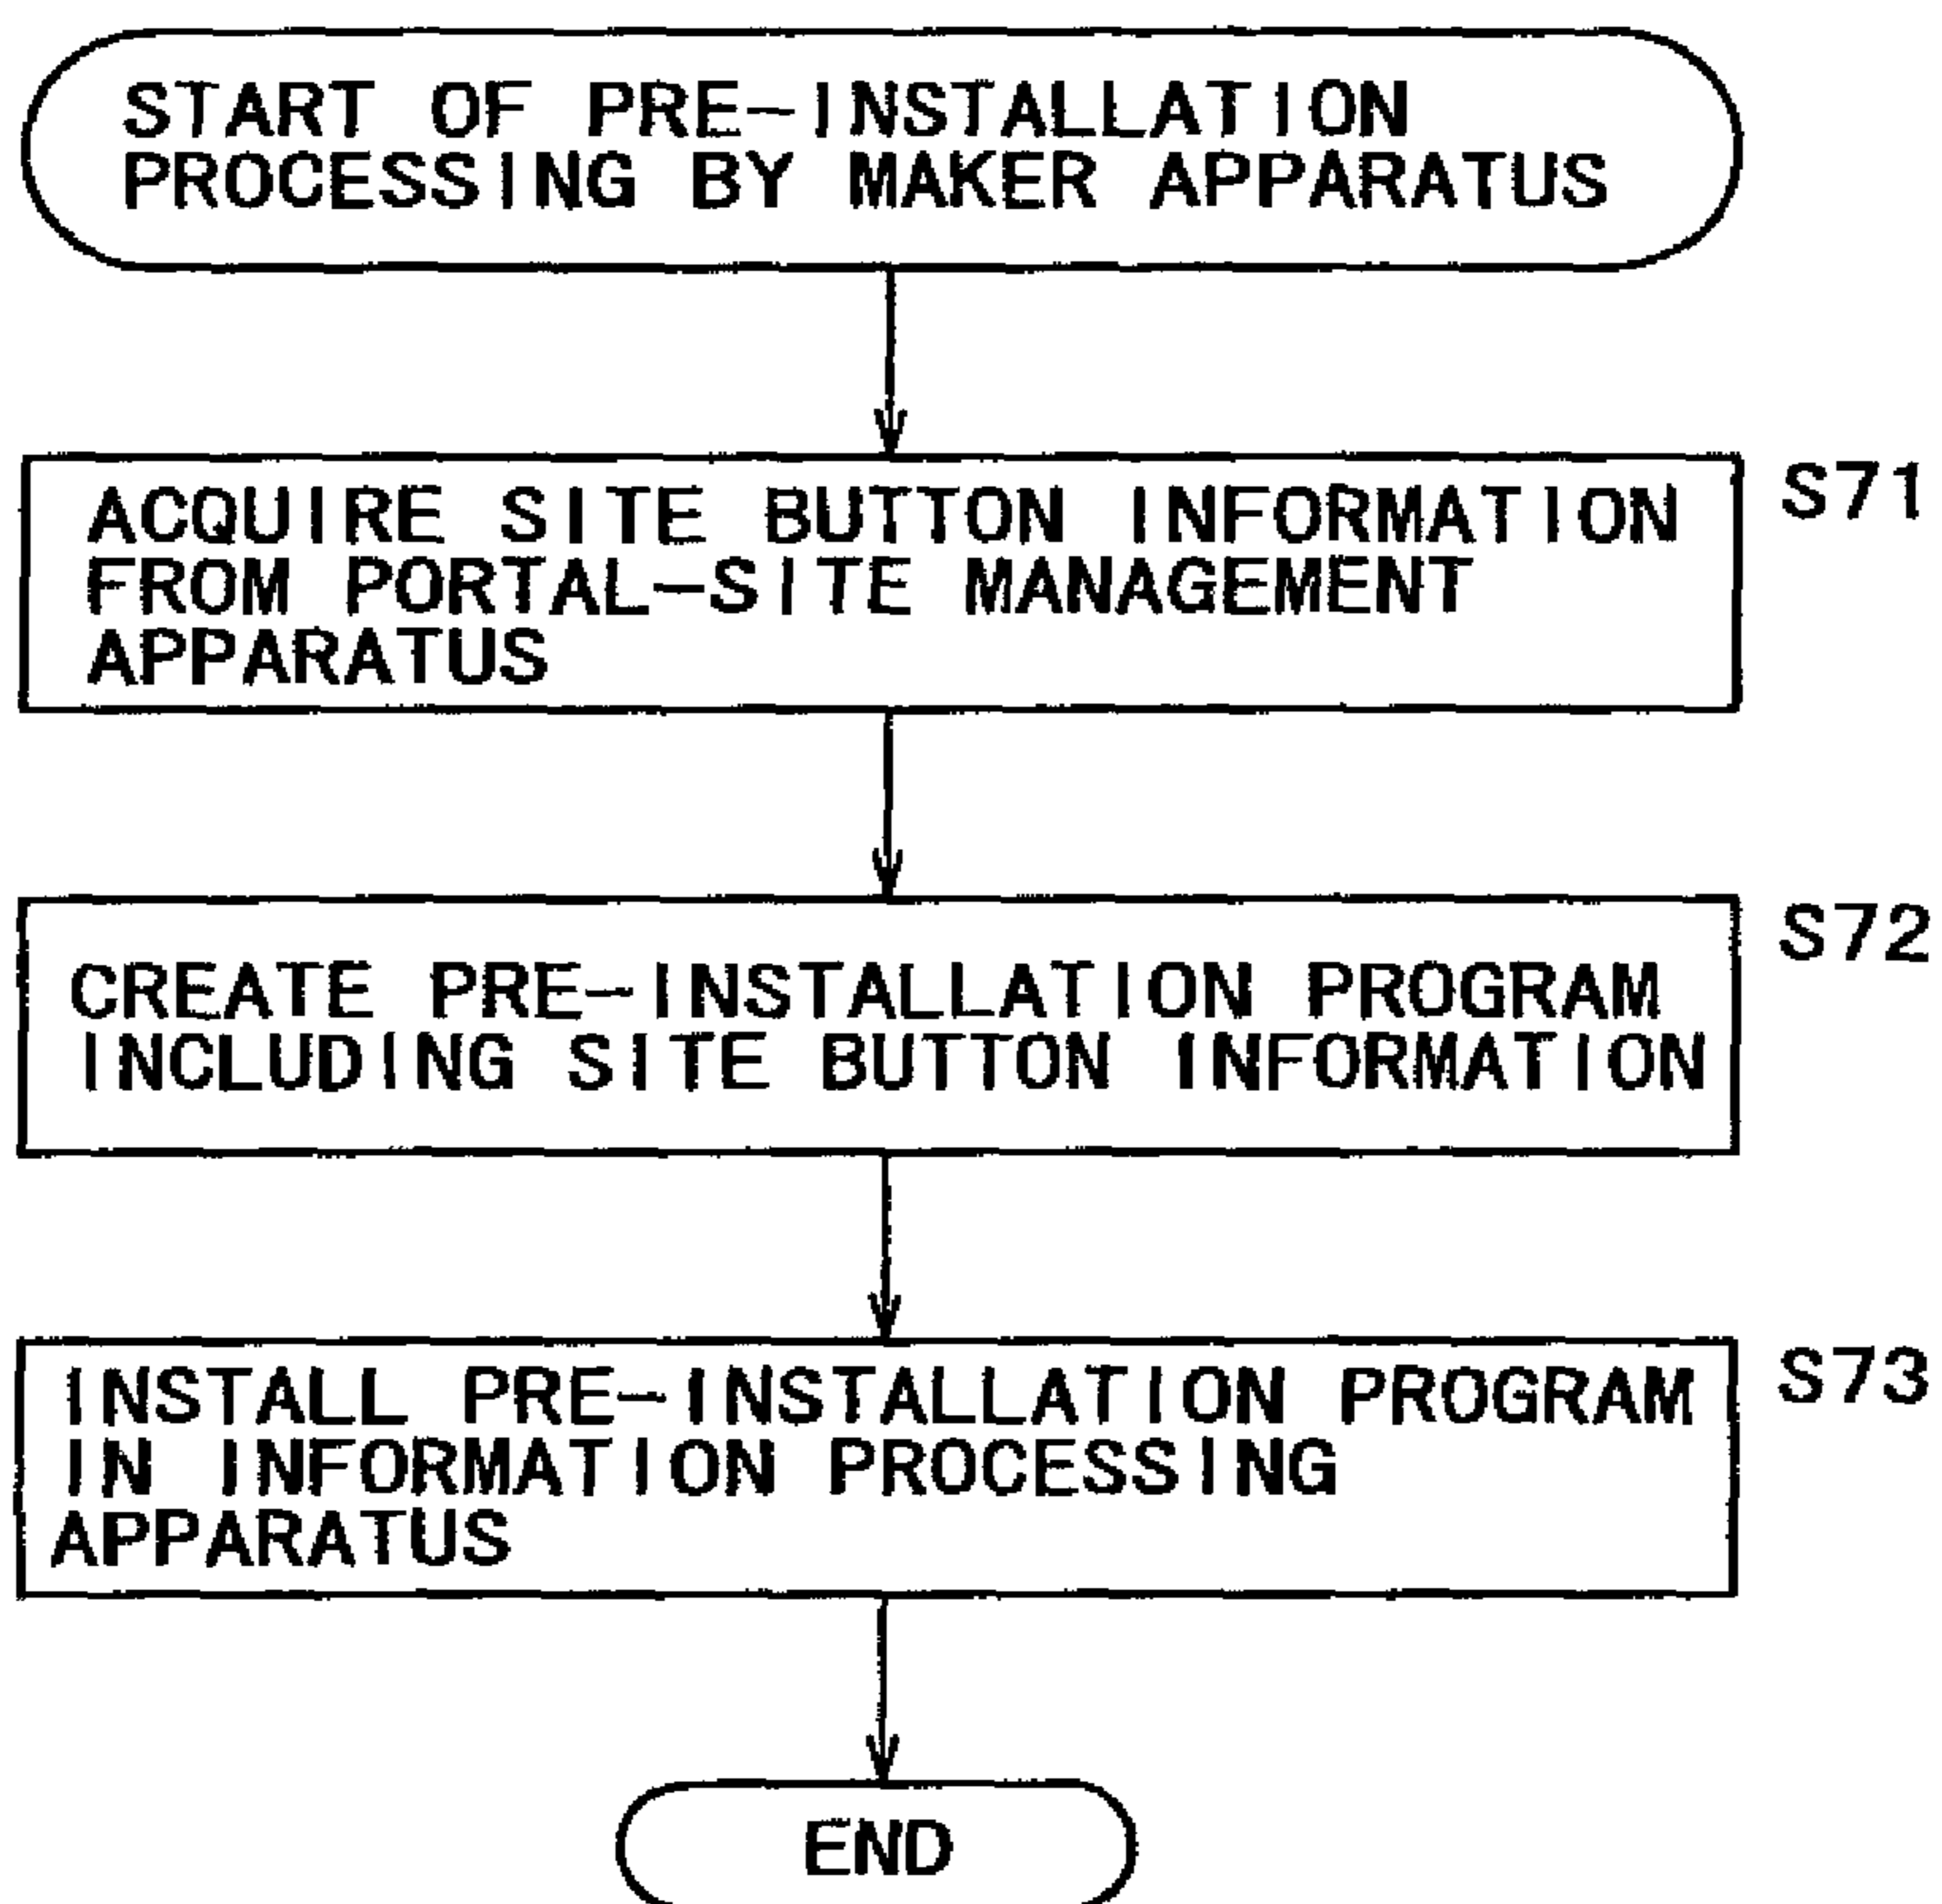 START OF PRE-INSTALLATION
PROCESSING BY MAKER APPARATUS
ACQUIRE SITE BUTTON INFORMATION
FROM PORTAL-SITE MANAGEMENT
APPARATUS
S71
CREATE PRE-INSTALLATION PROGRAM
INCLUDING SITE BUTTON INFORMATION
S72
INSTALL PRE-INSTALLATION PROGRAM
IN INFORMATION PROCESSING
APPARATUS
S73
END